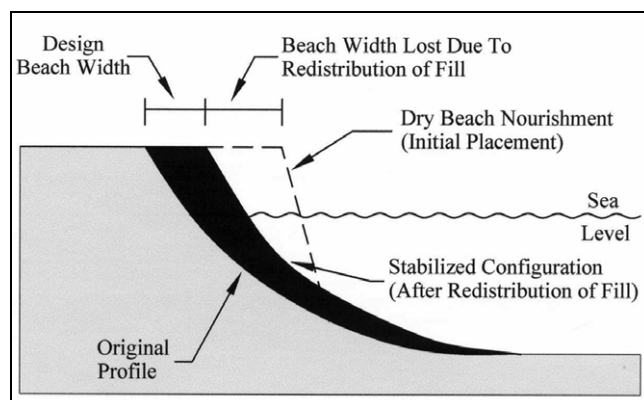 Design
Beach Width
Beach Width Lost Due To
Redistribution of Fill
Dry Beach Nourishment
(Initial Placement)
Sea
Level
Stabilized Configuration
(After Redistribution of Fill)
Original
Profile